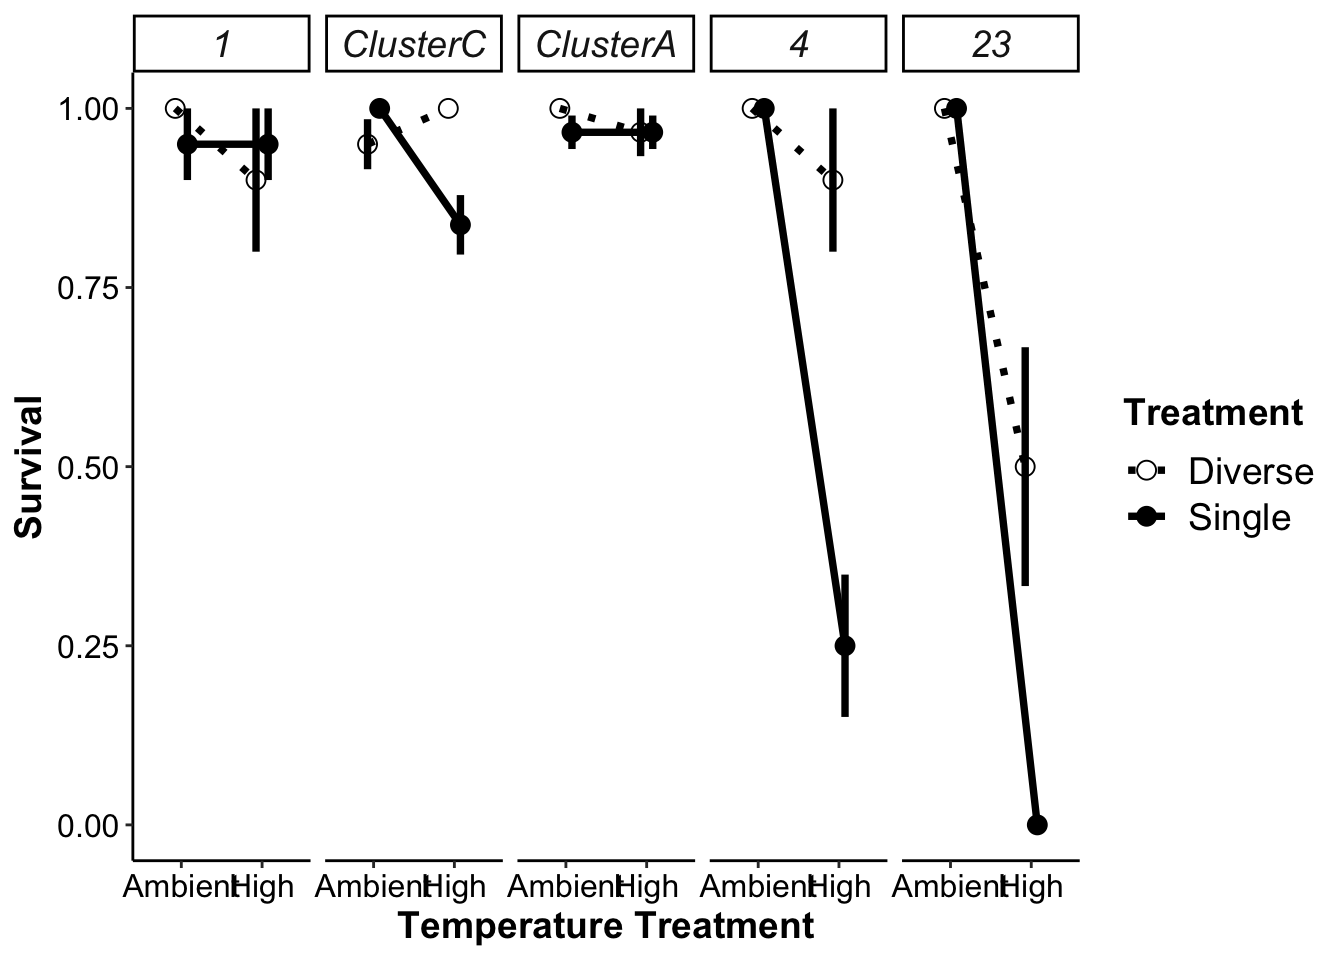 1 ClusterC ClusterA 4 23
1.00
0.75
0.50
0.25
0.00
Survival
Ambient High Ambient High Ambient High Ambient High Ambient High
Temperature Treatment
Treatment
Diverse
Single